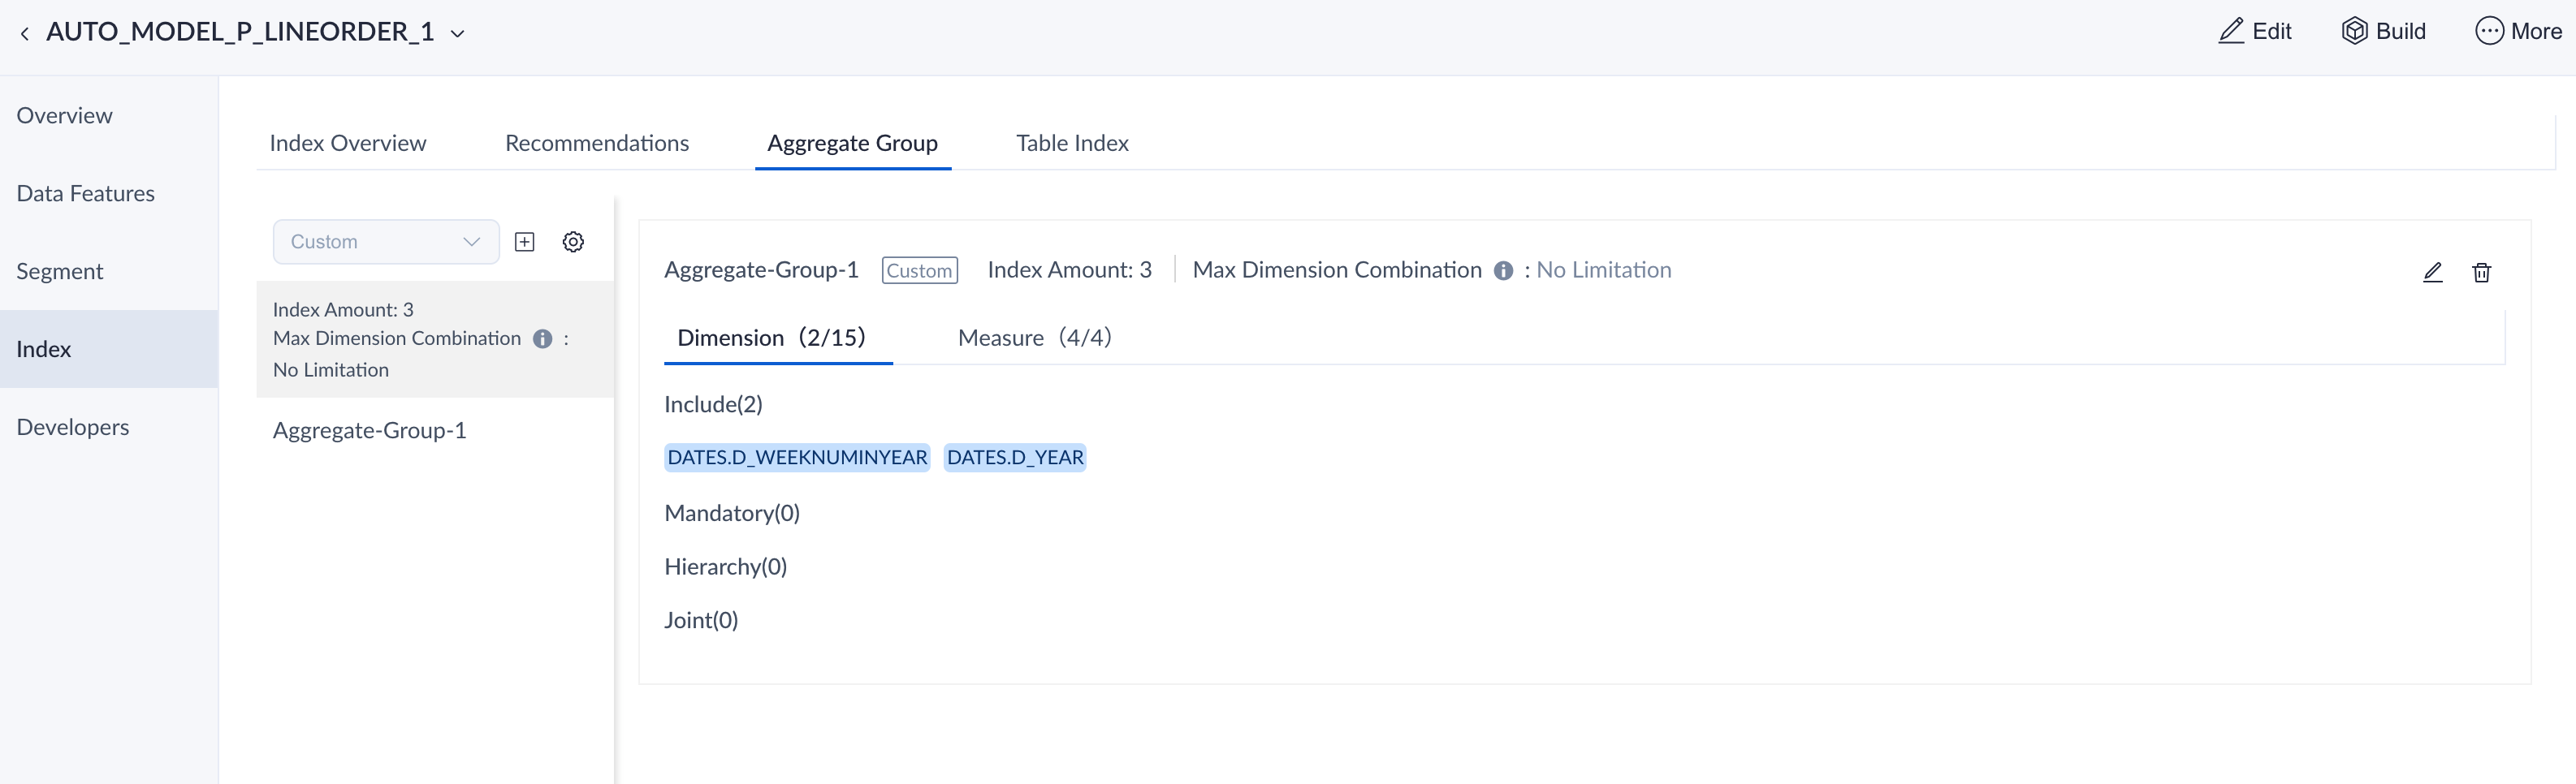 AUTO_MODEL_P_LINEORDER_1
Edit
Build
More
Overview
Data Features
Segment
Index
Developers
Index Overview
Recommendations
Aggregate Group
Table Index
Custom
Index Amount: 3
Max Dimension Combination :
No Limitation
Aggregate-Group-1
Aggregate-Group-1 Custom Index Amount: 3 Max Dimension Combination : No Limitation
Dimension（2/15）
Measure（4/4）
Include(2)
DATES.D_WEEKNUMINYEAR DATES.D_YEAR
Mandatory(0)
Hierarchy(0)
Joint(0)